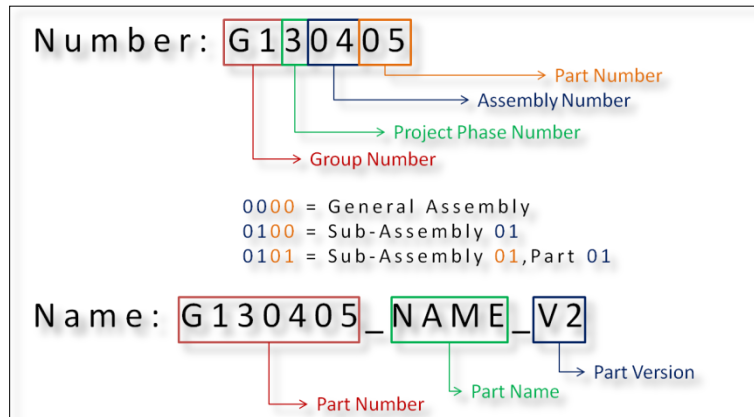 Number: G130405
Part Number
Assembly Number
Project Phase Number
Group Number
0000 = General Assembly
0100 = Sub-Assembly 01
0101 = Sub-Assembly 01,Part 01
Name: G130405_NAME_V2
Part Version
Part Name
Part Number